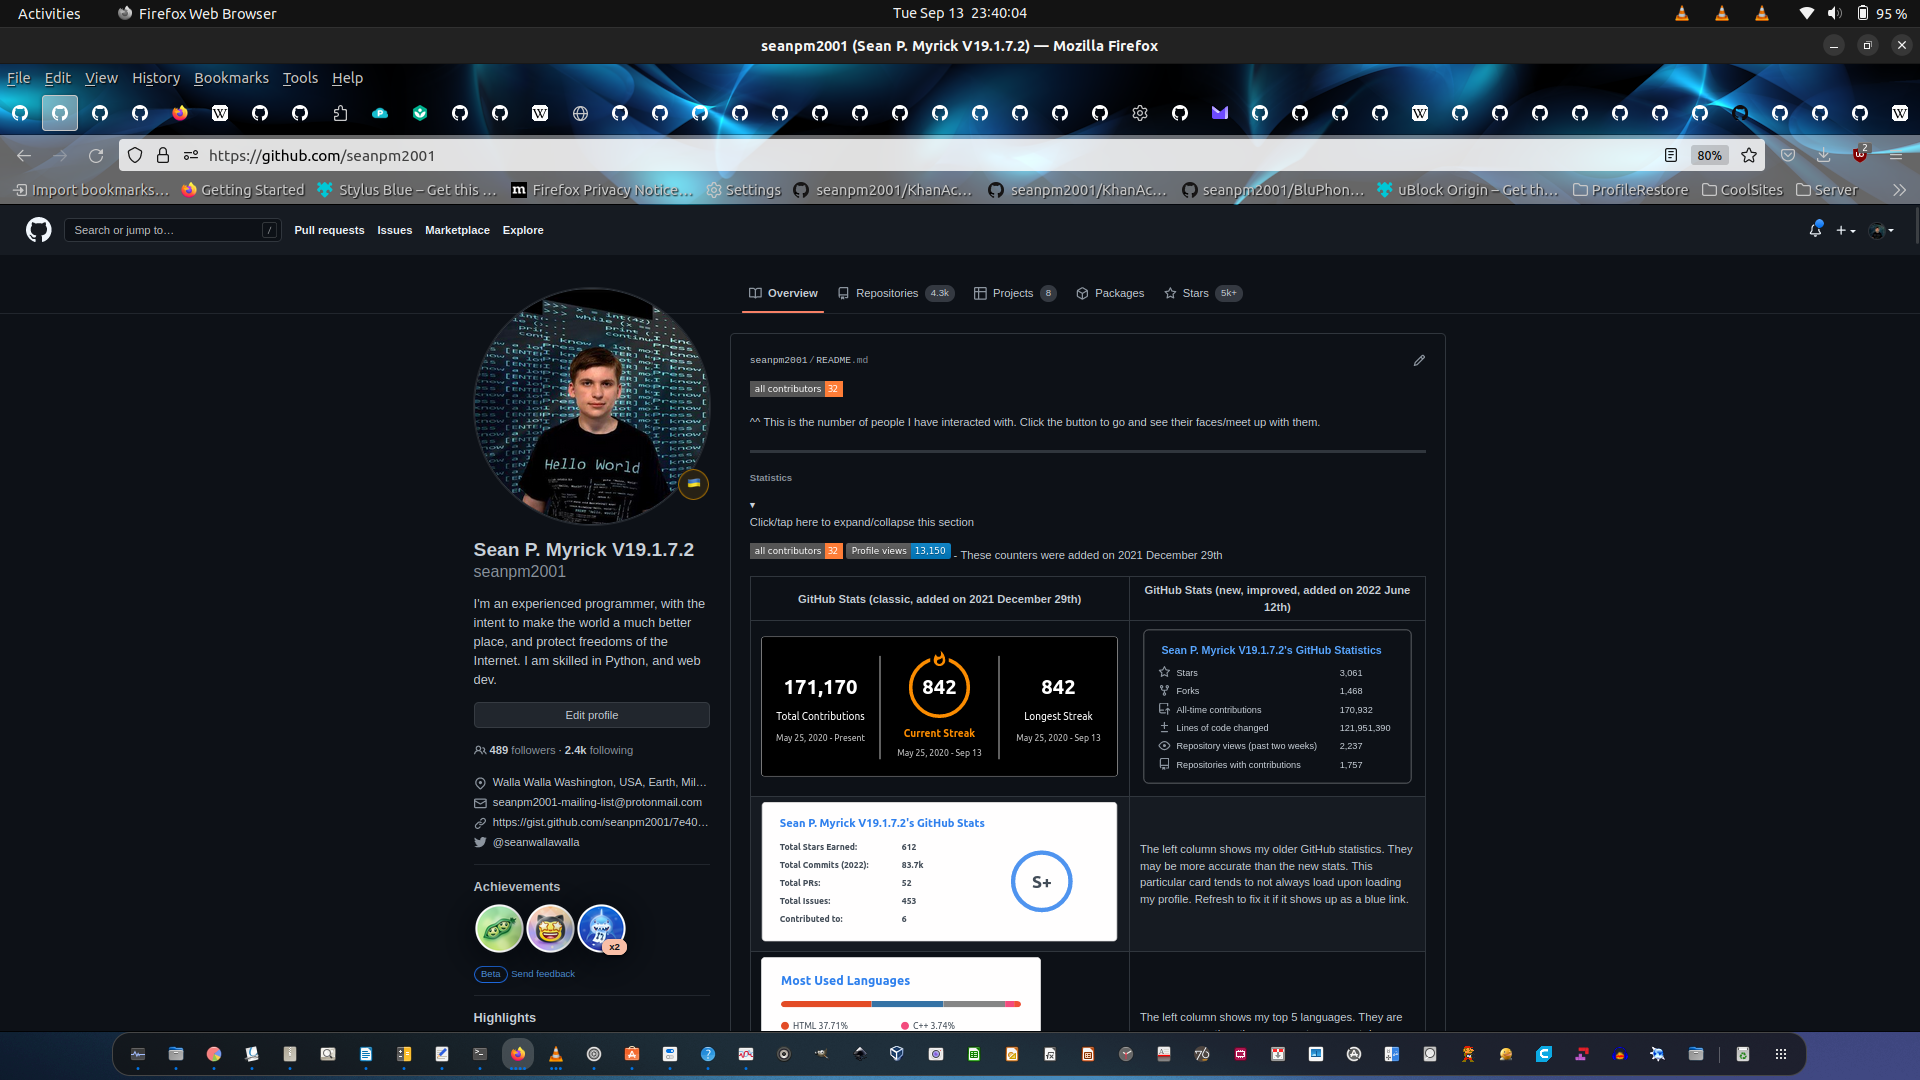 Activities
Firefox Web Browser
Tue Sep 13 23:40:04
95 %
seanpm2001 (Sean P. Myrick V19.1.7.2) — Mozilla Firefox
File Edit View History Bookmarks Tools Help
https://github.com/seanpm2001
80%
2
Import bookmarks…
Getting Started
Stylus Blue – Get this …
Firefox Privacy Notice…
Settings
seanpm2001/KhanAc…
seanpm2001/KhanAc…
seanpm2001/BluPhon…
uBlock Origin – Get th…
ProfileRestore
CoolSites
Server
Search or jump to…
/
Pull requests
Issues
Marketplace
Explore
Overview
Repositories 4.3k
Projects 8
Packages
Stars 5k+
Hello World
Sean P. Myrick V19.1.7.2
seanpm2001
I'm an experienced programmer, with the
intent to make the world a much better
place, and protect freedoms of the
Internet. I am skilled in Python, and web
dev.
Edit profile
489 followers · 2.4k following
Walla Walla Washington, USA, Earth, Mil…
seanpm2001-mailing-list@protonmail.com
https://gist.github.com/seanpm2001/7e40…
@seanwallawalla
Achievements
x2
Beta Send feedback
Highlights
seanpm2001/README.md
all contributors 32
^^ This is the number of people I have interacted with. Click the button to go and see their faces/meet up with them.
Statistics
▾
Click/tap here to expand/collapse this section
all contributors 32 Profile views 13,150 - These counters were added on 2021 December 29th
GitHub Stats (classic, added on 2021 December 29th)
GitHub Stats (new, improved, added on 2022 June
12th)
171,170
Total Contributions
May 25, 2020 - Present
842
Current Streak
May 25, 2020 - Sep 13
842
Longest Streak
May 25, 2020 - Sep 13
Sean P. Myrick V19.1.7.2's GitHub Statistics
Stars 3,061
Forks 1,468
All-time contributions 170,932
Lines of code changed 121,951,390
Repository views (past two weeks) 2,237
Repositories with contributions 1,757
Sean P. Myrick V19.1.7.2's GitHub Stats
Total Stars Earned: 612
Total Commits (2022): 83.7k
Total PRs: 52
Total Issues: 453
Contributed to: 6
S+
The left column shows my older GitHub statistics. They
may be more accurate than the new stats. This
particular card tends to not always load upon loading
my profile. Refresh to fix it if it shows up as a blue link.
Most Used Languages
HTML 37.71%
C++ 3.74%
The left column shows my top 5 languages. They are